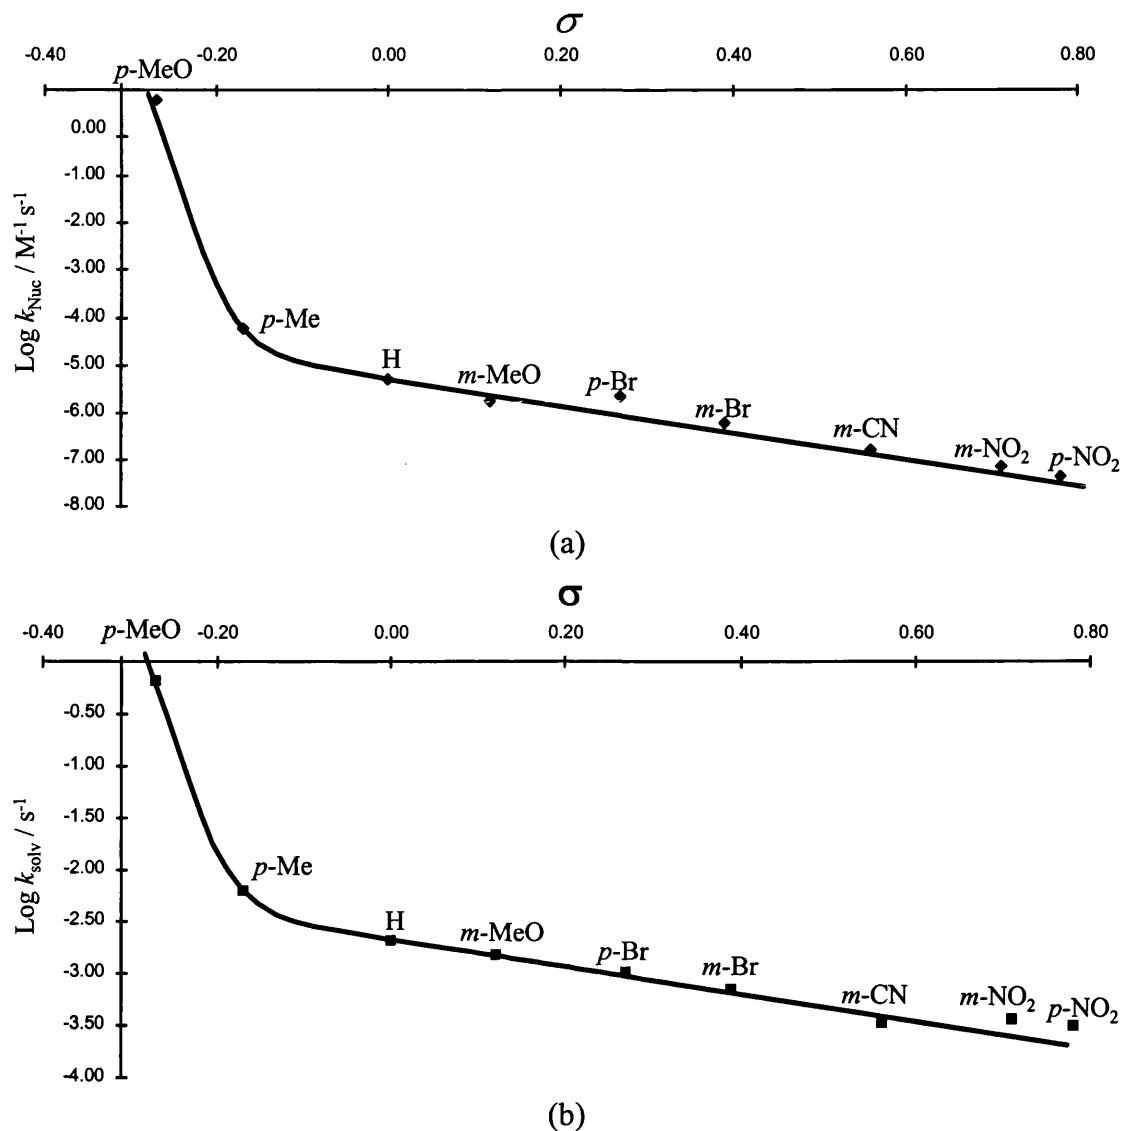 σ
-0.40 -0.20 0.00 0.20 0.40 0.60 0.80
p-MeO
0.00
-1.00
-2.00
-3.00
-4.00
-5.00
-6.00
-7.00
-8.00
Log kNuc / M⁻¹ s⁻¹
p-Me
H
m-MeO
p-Br
m-Br
m-CN
m-NO₂
p-NO₂
(a)
σ
-0.40 -0.20 0.00 0.20 0.40 0.60 0.80
p-MeO
-0.50
-1.00
-1.50
-2.00
-2.50
-3.00
-3.50
-4.00
Log ksolv / s⁻¹
p-Me
H
m-MeO
p-Br
m-Br
m-CN
m-NO₂
p-NO₂
(b)